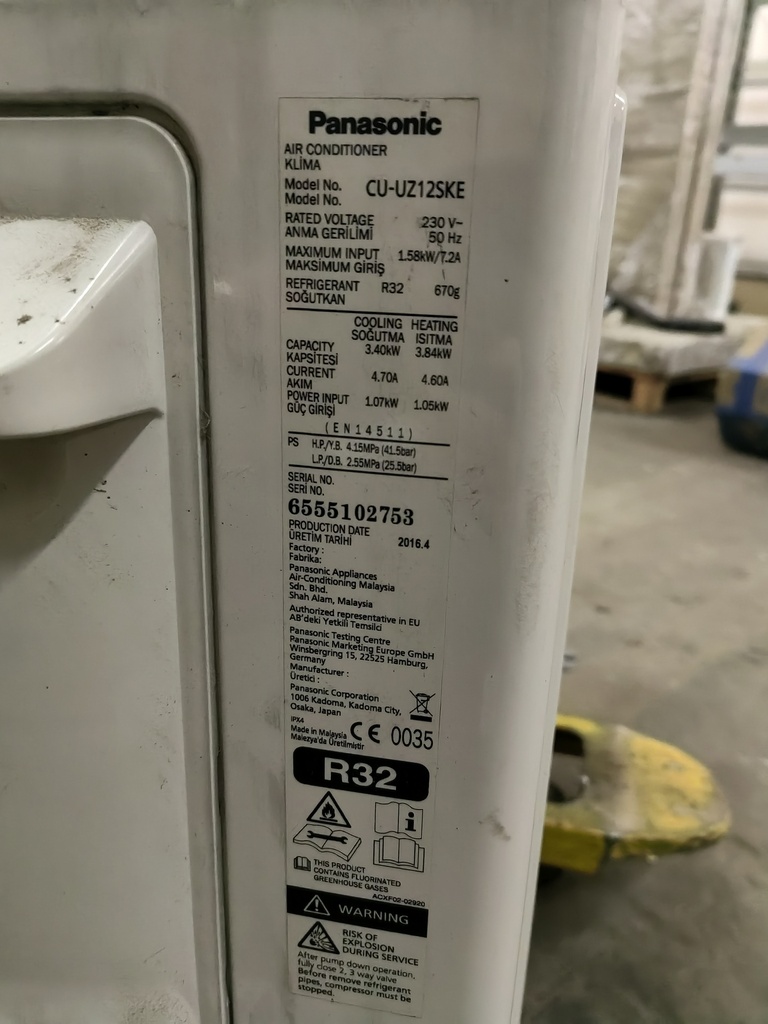 Panasonic
AIR CONDITIONER
KLİMA
Model No. CU-UZ12SKE
Model No.
RATED VOLTAGE 230 V~
ANMA GERİLİMİ 50 Hz
MAXIMUM INPUT 1.58kW/7.2A
MAKSİMUM GİRİŞ
REFRIGERANT R32 670g
SOĞUTKAN
COOLING HEATING
SOĞUTMA ISITMA
CAPACITY 3.40kW 3.84kW
KAPSİTESİ
CURRENT 4.70A 4.60A
AKIM
POWER INPUT 1.07kW 1.05kW
GÜÇ GİRİŞİ
(EN14511)
PS H.P./Y.B. 4.15MPa (41.5bar)
L.P./D.B. 2.55MPa (25.5bar)
SERIAL NO.
SERİ NO.
6555102753
PRODUCTION DATE 2016.4
ÜRETİM TARİHİ
Factory :
Fabrika:
Panasonic Appliances
Air-Conditioning Malaysia
Sdn. Bhd.
Shah Alam, Malaysia
Authorized representative in EU
AB'deki Yetkili Temsilci
Panasonic Testing Centre
Panasonic Marketing Europe GmbH
Winsbergring 15, 22525 Hamburg,
Germany
Manufacturer :
Üretici :
Panasonic Corporation
1006 Kadoma, Kadoma City,
Osaka, Japan
IPX4
Made in Malaysia CE 0035
Malezya'da Üretilmiştir
R32
THIS PRODUCT
CONTAINS FLUORINATED
GREENHOUSE GASES
ACXF02-02920
WARNING
RISK OF
EXPLOSION
DURING SERVICE
After pump down operation,
fully close 2, 3 way valve
Before remove refrigerant
pipes, compressor must be
stopped.